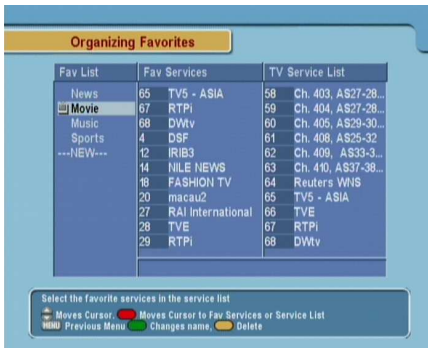 Organizing Favorites
Fav List Fav Services TV Service List
News 65 TV5 - ASIA 58 Ch. 403, AS27-28...
Movie 67 RTPi 59 Ch. 404, AS27-28...
Music 68 DWtv 60 Ch. 405, AS29-30...
Sports 4 DSF 61 Ch. 408, AS25-32
---NEW--- 12 IRIB3 62 Ch. 409, AS33-3...
14 NILE NEWS 63 Ch. 410, AS37-38...
18 FASHION TV 64 Reuters WNS
20 macau2 65 TV5 - ASIA
27 RAI International 66 TVE
28 TVE 67 RTPi
29 RTPi 68 DWtv
Select the favorite services in the service list
Moves Cursor, Moves Cursor to Fav Services or Service List
MENU Previous Menu Changes name, Delete